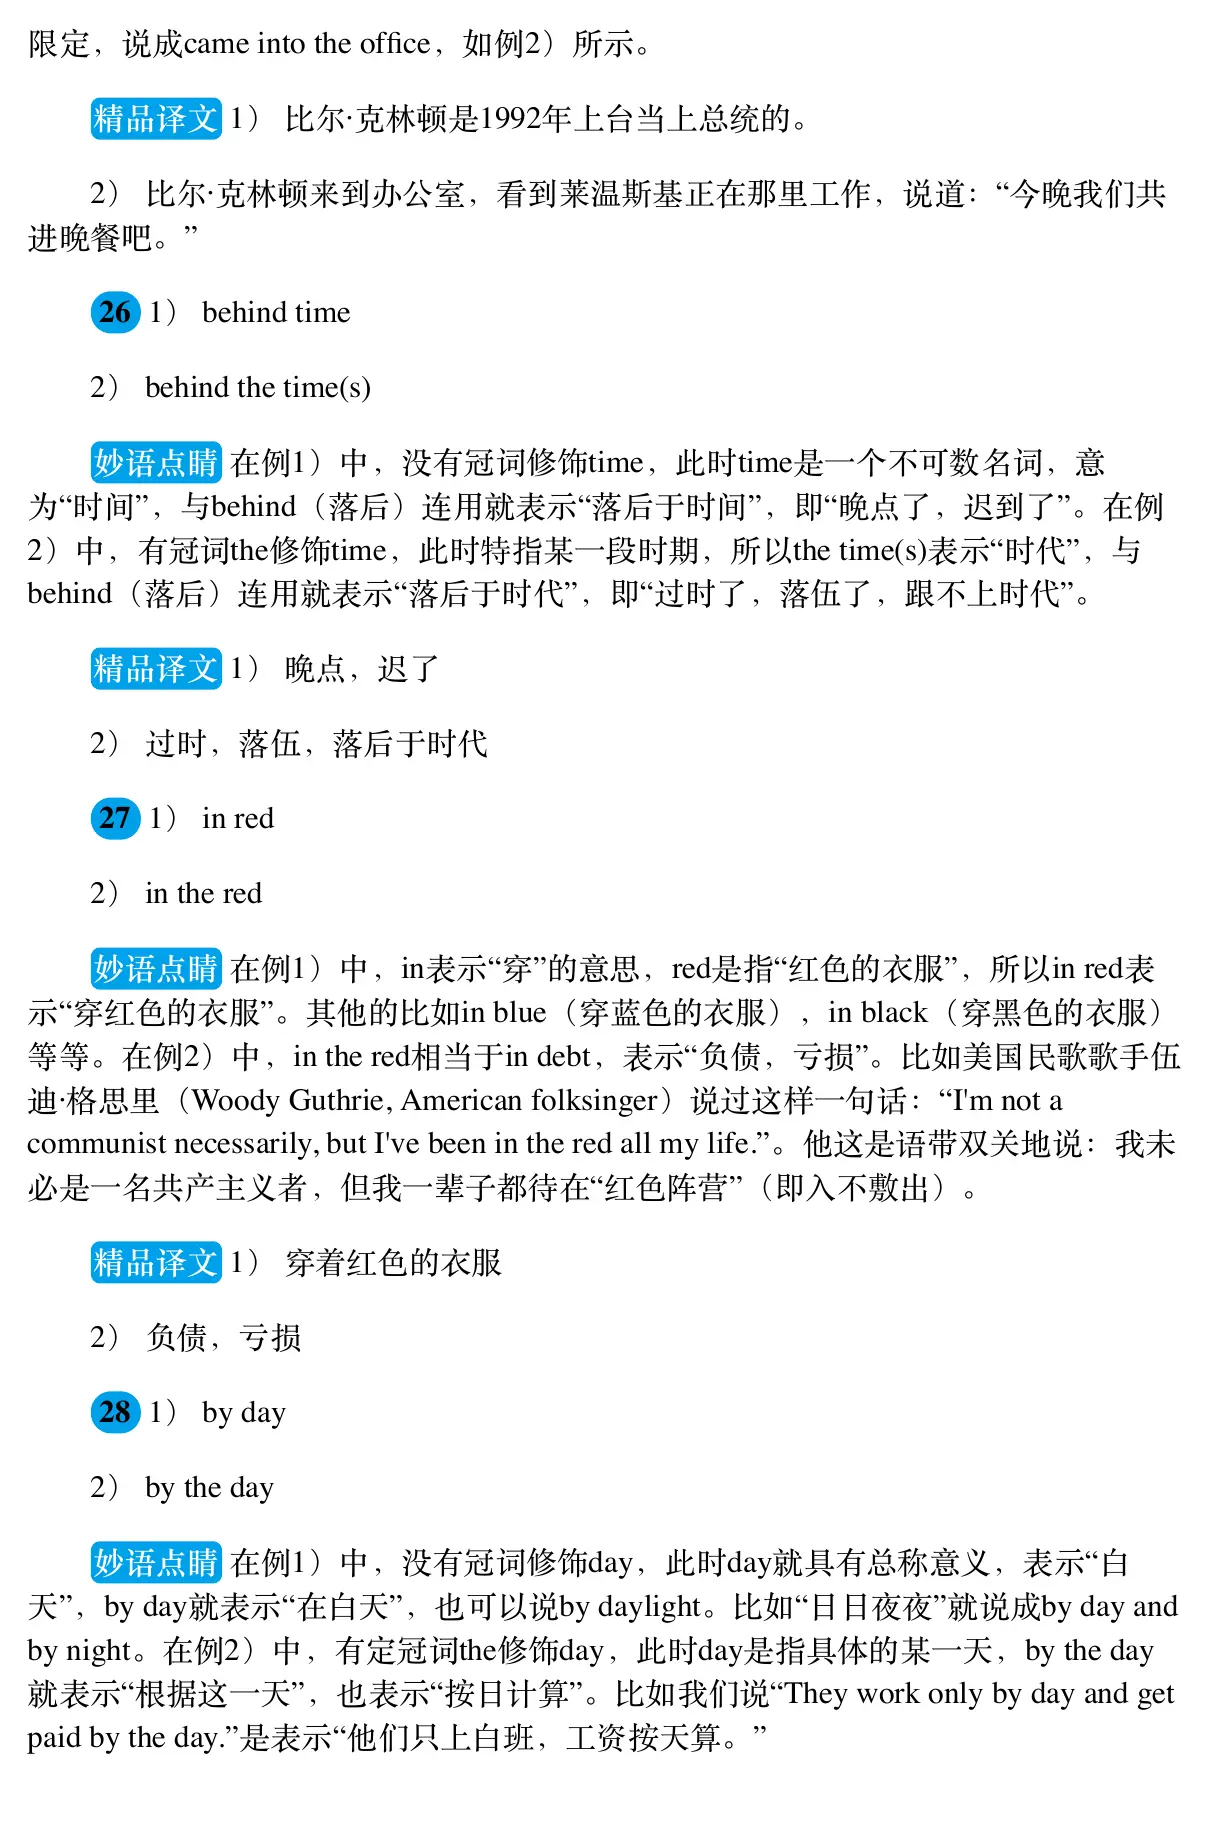 限定，说成came into the office，如例2）所示。
精品译文 1） 比尔·克林顿是1992年上台当上总统的。
2） 比尔·克林顿来到办公室，看到莱温斯基正在那里工作，说道：“今晚我们共
进晚餐吧。”
26 1） behind time
2） behind the time(s)
妙语点睛 在例1）中，没有冠词修饰time，此时time是一个不可数名词，意
为“时间”，与behind（落后）连用就表示“落后于时间”，即“晚点了，迟到了”。在例
2）中，有冠词the修饰time，此时特指某一段时期，所以the time(s)表示“时代”，与
behind（落后）连用就表示“落后于时代”，即“过时了，落伍了，跟不上时代”。
精品译文 1） 晚点，迟了
2） 过时，落伍，落后于时代
27 1） in red
2） in the red
妙语点睛 在例1）中，in表示“穿”的意思，red是指“红色的衣服”，所以in red表
示“穿红色的衣服”。其他的比如in blue（穿蓝色的衣服），in black（穿黑色的衣服）
等等。在例2）中，in the red相当于in debt，表示“负债，亏损”。比如美国民歌歌手伍
迪·格思里（Woody Guthrie, American folksinger）说过这样一句话：“I'm not a
communist necessarily, but I've been in the red all my life.”。他这是语带双关地说：我未
必是一名共产主义者，但我一辈子都待在“红色阵营”（即入不敷出）。
精品译文 1） 穿着红色的衣服
2） 负债，亏损
28 1） by day
2） by the day
妙语点睛 在例1）中，没有冠词修饰day，此时day就具有总称意义，表示“白
天”，by day就表示“在白天”，也可以说by daylight。比如“日日夜夜”就说成by day and
by night。在例2）中，有定冠词the修饰day，此时day是指具体的某一天，by the day
就表示“根据这一天”，也表示“按日计算”。比如我们说“They work only by day and get
paid by the day.”是表示“他们只上白班，工资按天算。”